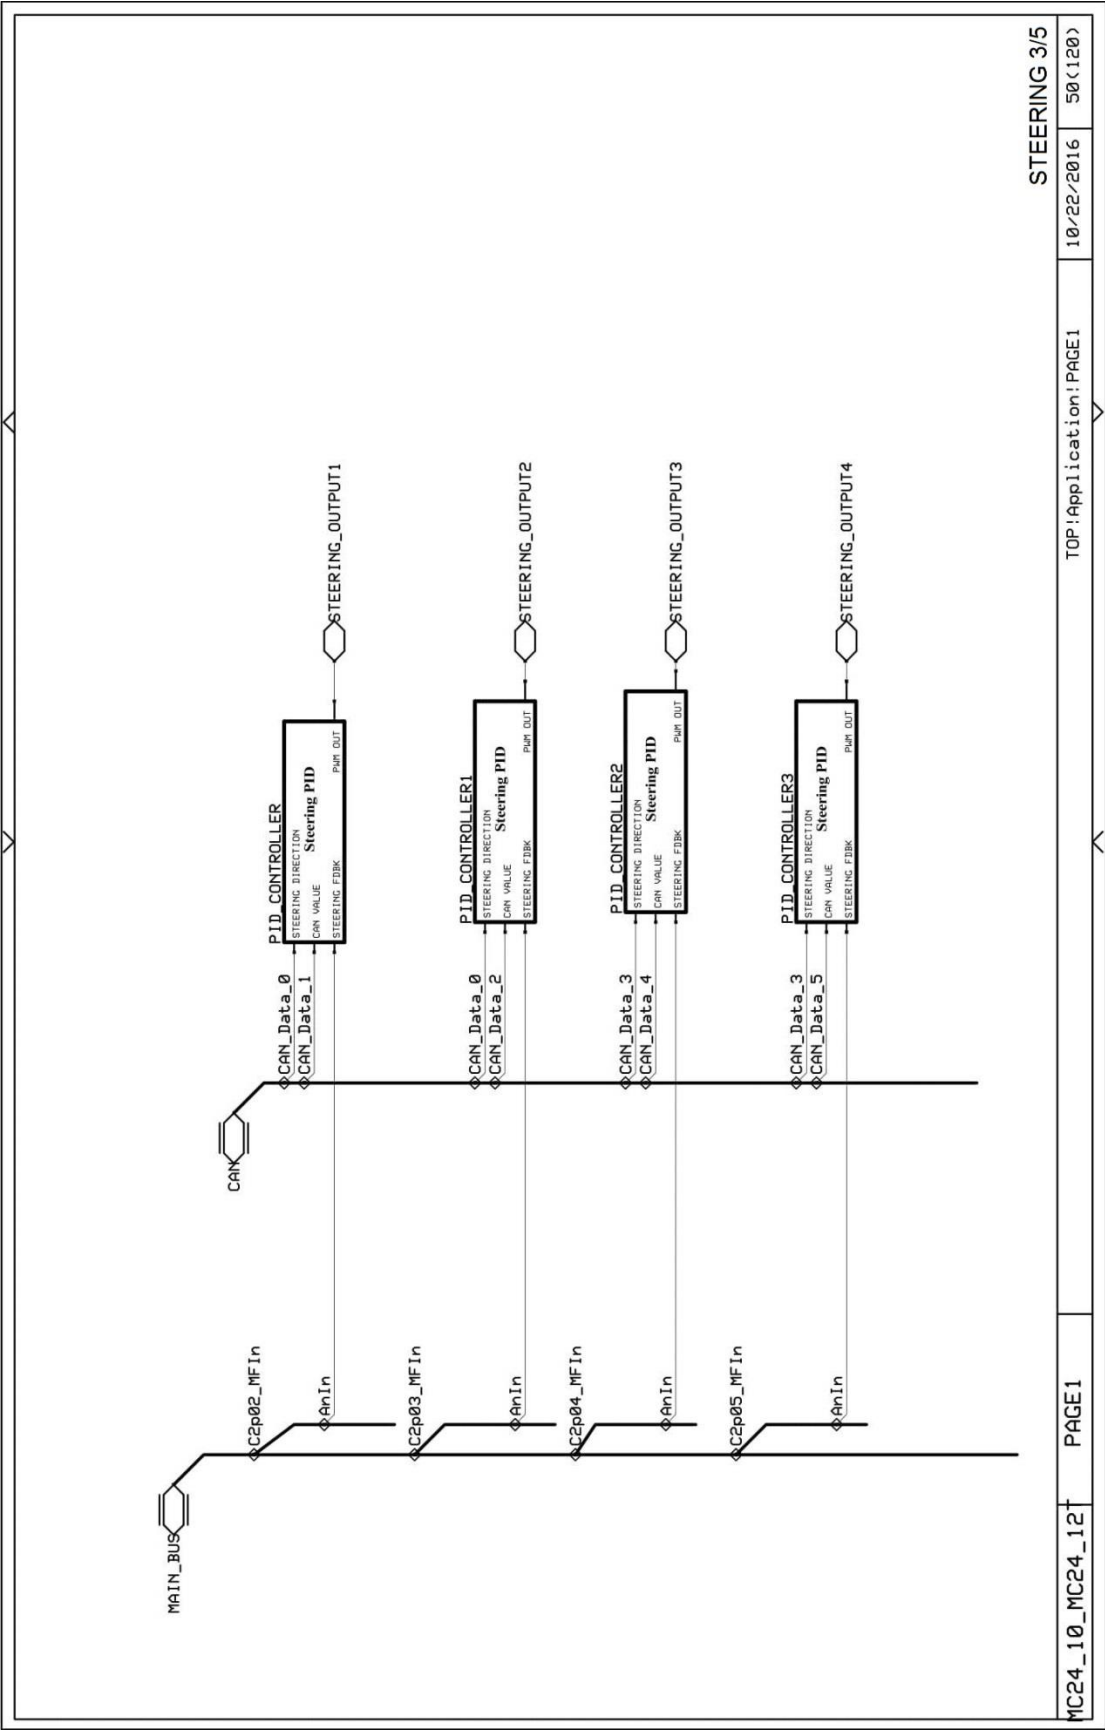 MAIN_BUS
C2p02_MFIn
AnIn
C2p03_MFIn
AnIn
C2p04_MFIn
AnIn
C2p05_MFIn
AnIn
CAN
CAN_Data_0
CAN_Data_1
PID_CONTROLLER
STEERING DIRECTION
Steering PID
CAN VALUE
STEERING FDBK
PWM OUT
STEERING_OUTPUT1
CAN_Data_0
CAN_Data_2
PID_CONTROLLER1
STEERING DIRECTION
Steering PID
CAN VALUE
STEERING FDBK
PWM OUT
STEERING_OUTPUT2
CAN_Data_3
CAN_Data_4
PID_CONTROLLER2
STEERING DIRECTION
Steering PID
CAN VALUE
STEERING FDBK
PWM OUT
STEERING_OUTPUT3
CAN_Data_3
CAN_Data_5
PID_CONTROLLER3
STEERING DIRECTION
Steering PID
CAN VALUE
STEERING FDBK
PWM OUT
STEERING_OUTPUT4
STEERING 3/5
MC24_10_MC24_12T
PAGE1
TOP!Application!PAGE1
10/22/2016
50(120)